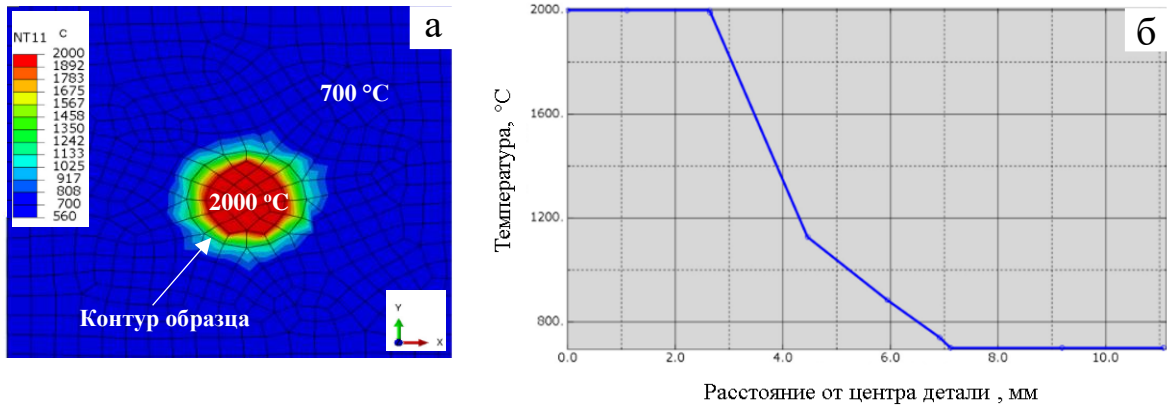 а
NT11 C
2000
1892
1783
1675
1567
1458
1350
1242
1133
1025
917
808
700
560
700 °C
2000 °C
Контур образца
Y
X
б
Температура, °C
2000.
1600.
1200.
800.
0.0 2.0 4.0 6.0 8.0 10.0
Расстояние от центра детали , мм